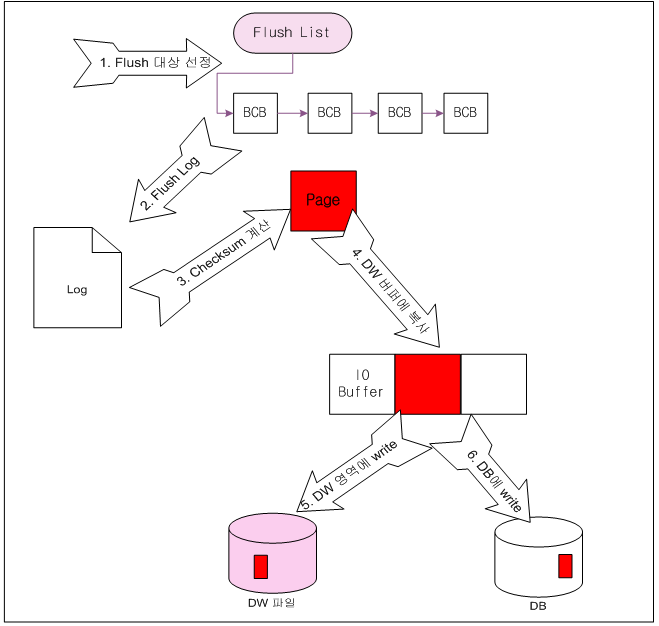 Flush List
1. Flush 대상 선정
BCB
BCB
BCB
BCB
2. Flush Log
Page
3. Checksum 계산
Log
4. DW 버퍼에 복사
IO
Buffer
5. DW 영역에 write
6. DB에 write
DW 파일
DB